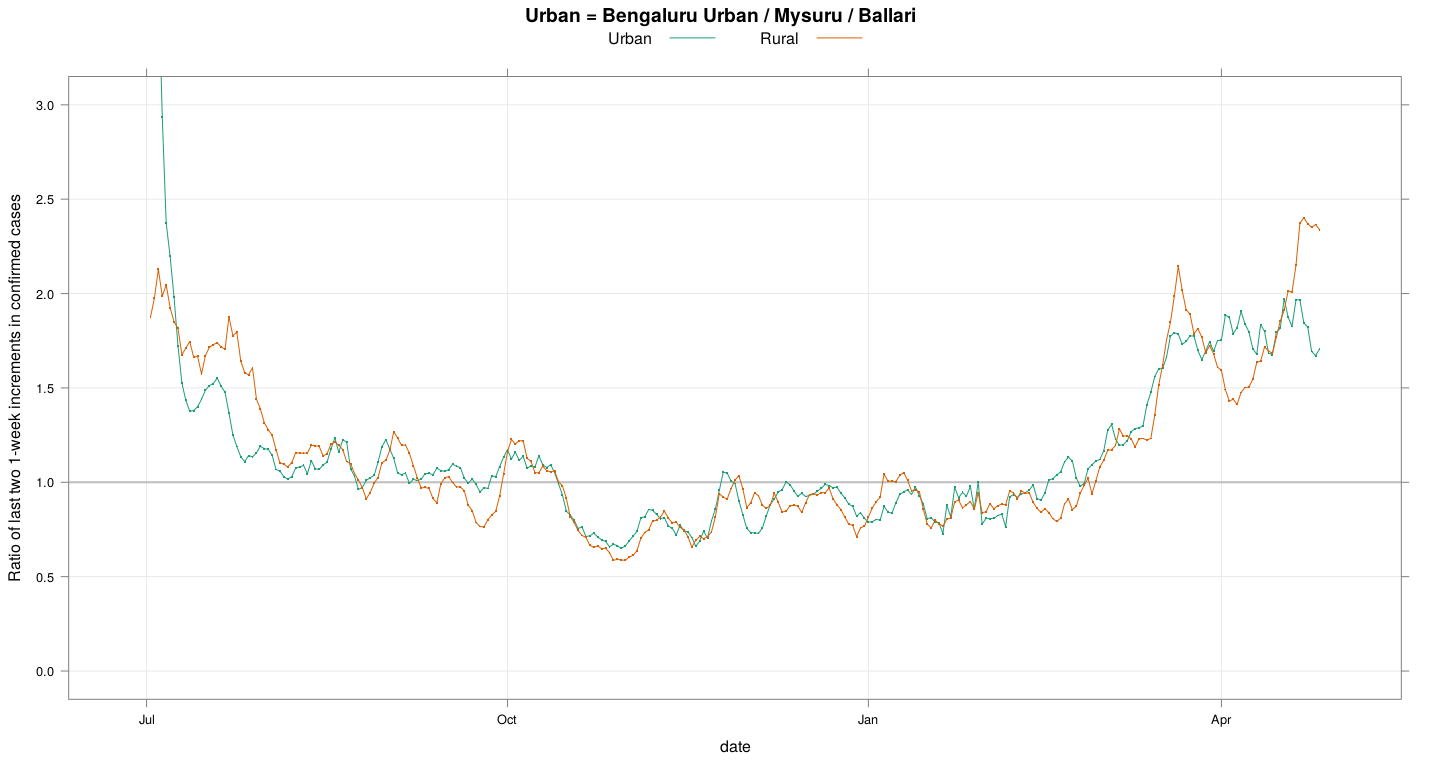 Urban = Bengaluru Urban / Mysuru / Ballari
Urban Rural
Ratio of last two 1-week increments in confirmed cases
3.0
2.5
2.0
1.5
1.0
0.5
0.0
Jul Oct Jan Apr
date